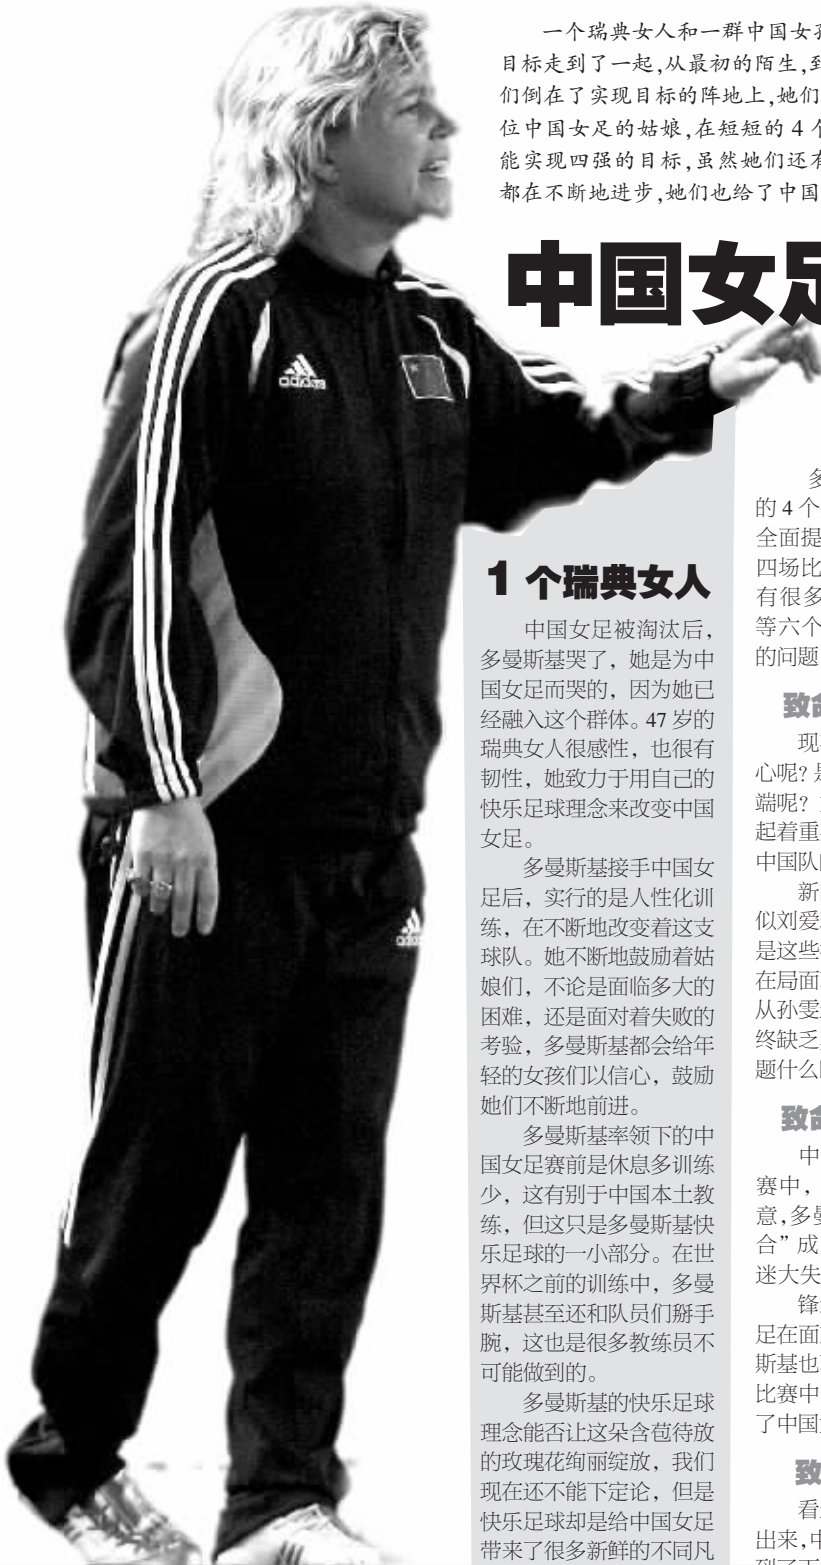 一个瑞典女人和一群中国女
目标走到了一起,从最初的陌生,到
们倒在了实现目标的阵地上,她们
位中国女足的姑娘,在短短的 4 个
能实现四强的目标,虽然她们还有
都在不断地进步,她们也给了中国
中国女足
adidas
adidas
1 个瑞典女人
中国女足被淘汰后,
多曼斯基哭了，她是为中
国女足而哭的，因为她已
经融入这个群体。47 岁的
瑞典女人很感性，也很有
韧性，她致力于用自己的
快乐足球理念来改变中国
女足。
多曼斯基接手中国女
足后，实行的是人性化训
练，在不断地改变着这支
球队。她不断地鼓励着姑
娘们，不论是面临多大的
困难，还是面对着失败的
考验，多曼斯基都会给年
轻的女孩们以信心，鼓励
她们不断地前进。
多曼斯基率领下的中
国女足赛前是休息多训练
少，这有别于中国本土教
练，但这只是多曼斯基快
乐足球的一小部分。在世
界杯之前的训练中，多曼
斯基甚至还和队员们掰手
腕，这也是很多教练员不
可能做到的。
多曼斯基的快乐足球
理念能否让这朵含苞待放
的玫瑰花绚丽绽放，我们
现在还不能下定论，但是
快乐足球却是给中国女足
带来了很多新鲜的不同凡
多
的 4 个
全面提
四场比
有很多
等六个
的问题
致命
现
心呢? 是
端呢?
起着重
中国队
新
似刘爱
是这些
在局面
从孙雯
终缺乏
题什么
致命
中
赛中，
意,多曼
合”成
迷大失
锋
足在面
斯基也
比赛中
了中国
致
看
出来,中
到了